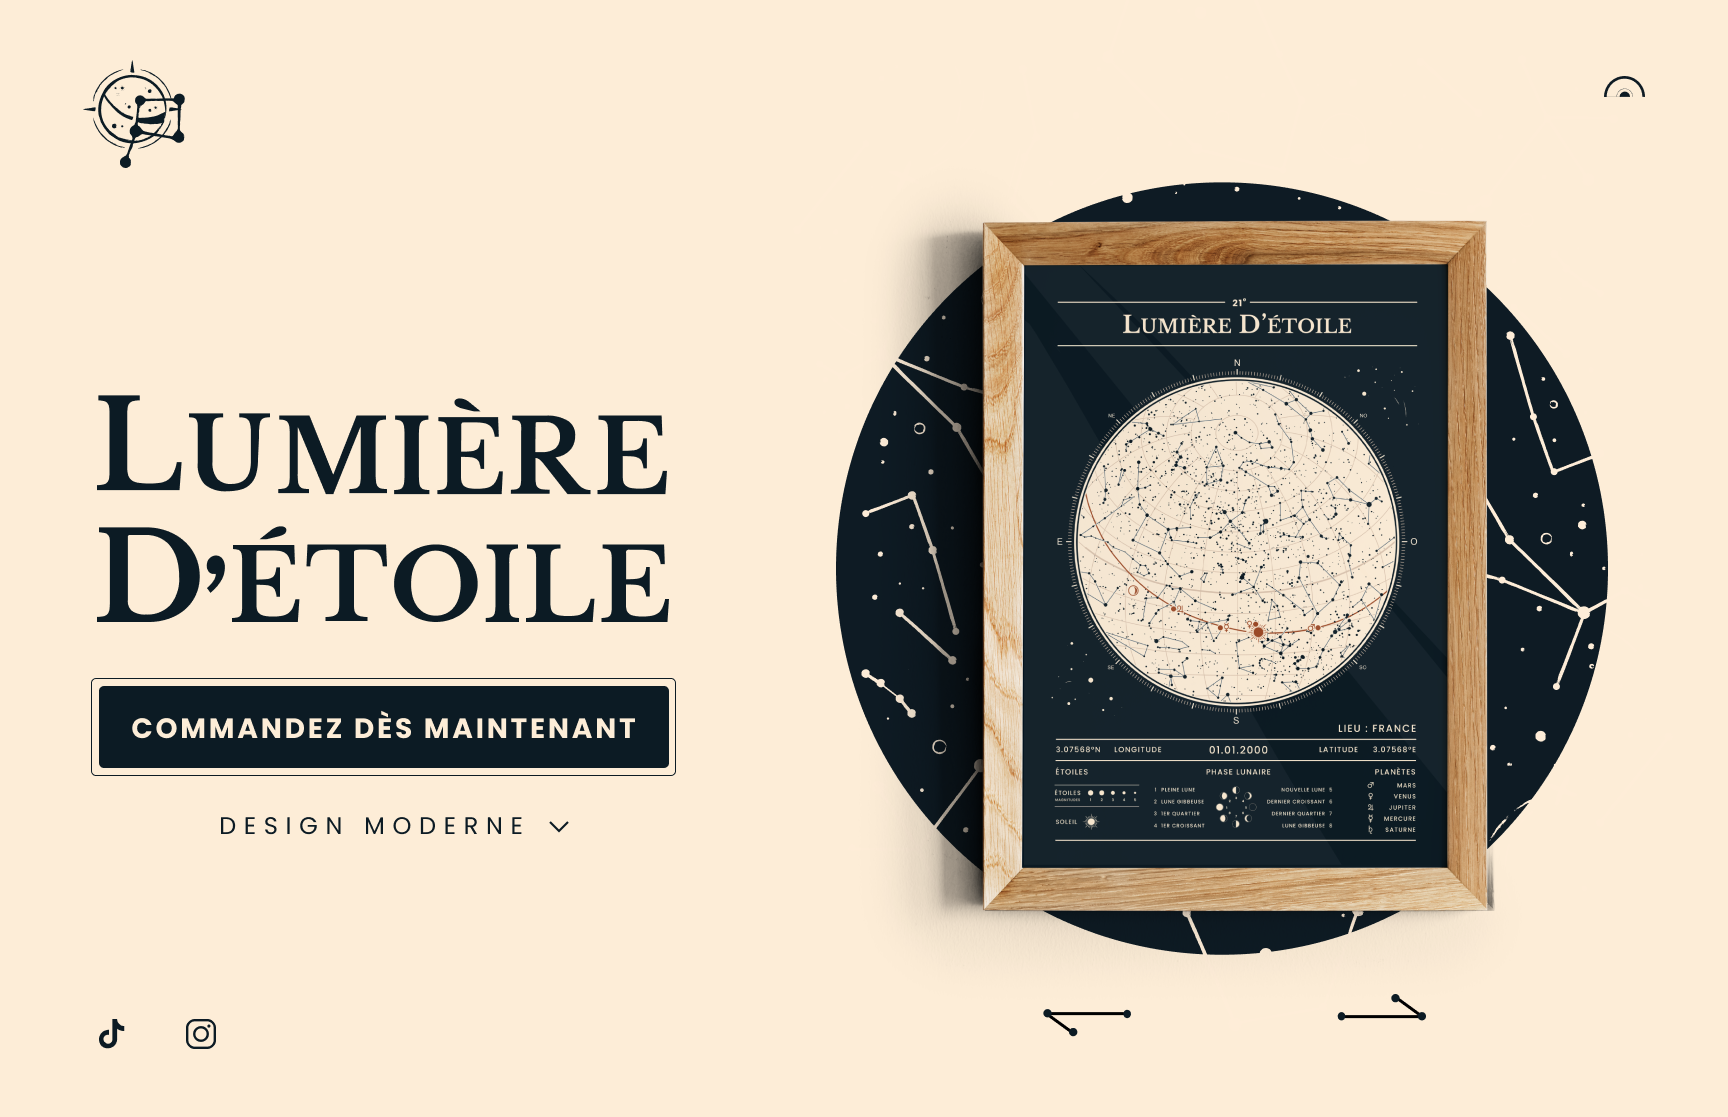 LUMIÈRE
D'ÉTOILE
COMMANDEZ DÈS MAINTENANT
DESIGN MODERNE
21°
LUMIÈRE D'ÉTOILE
N
NE
NO
E
O
SE
SO
S
LIEU : FRANCE
3.07568°N LONGITUDE 01.01.2000 LATITUDE 3.07568°E
ÉTOILES PHASE LUNAIRE PLANÈTES
ÉTOILES
MAGNITUDES
1 2 3 4 5
SOLEIL
1 PLEINE LUNE
2 LUNE GIBBEUSE
3 1ER QUARTIER
4 1ER CROISSANT
NOUVELLE LUNE 5
DERNIER CROISSANT 6
DERNIER QUARTIER 7
LUNE GIBBEUSE 8
♂ MARS
♀ VENUS
♃ JUPITER
☿ MERCURE
♄ SATURNE